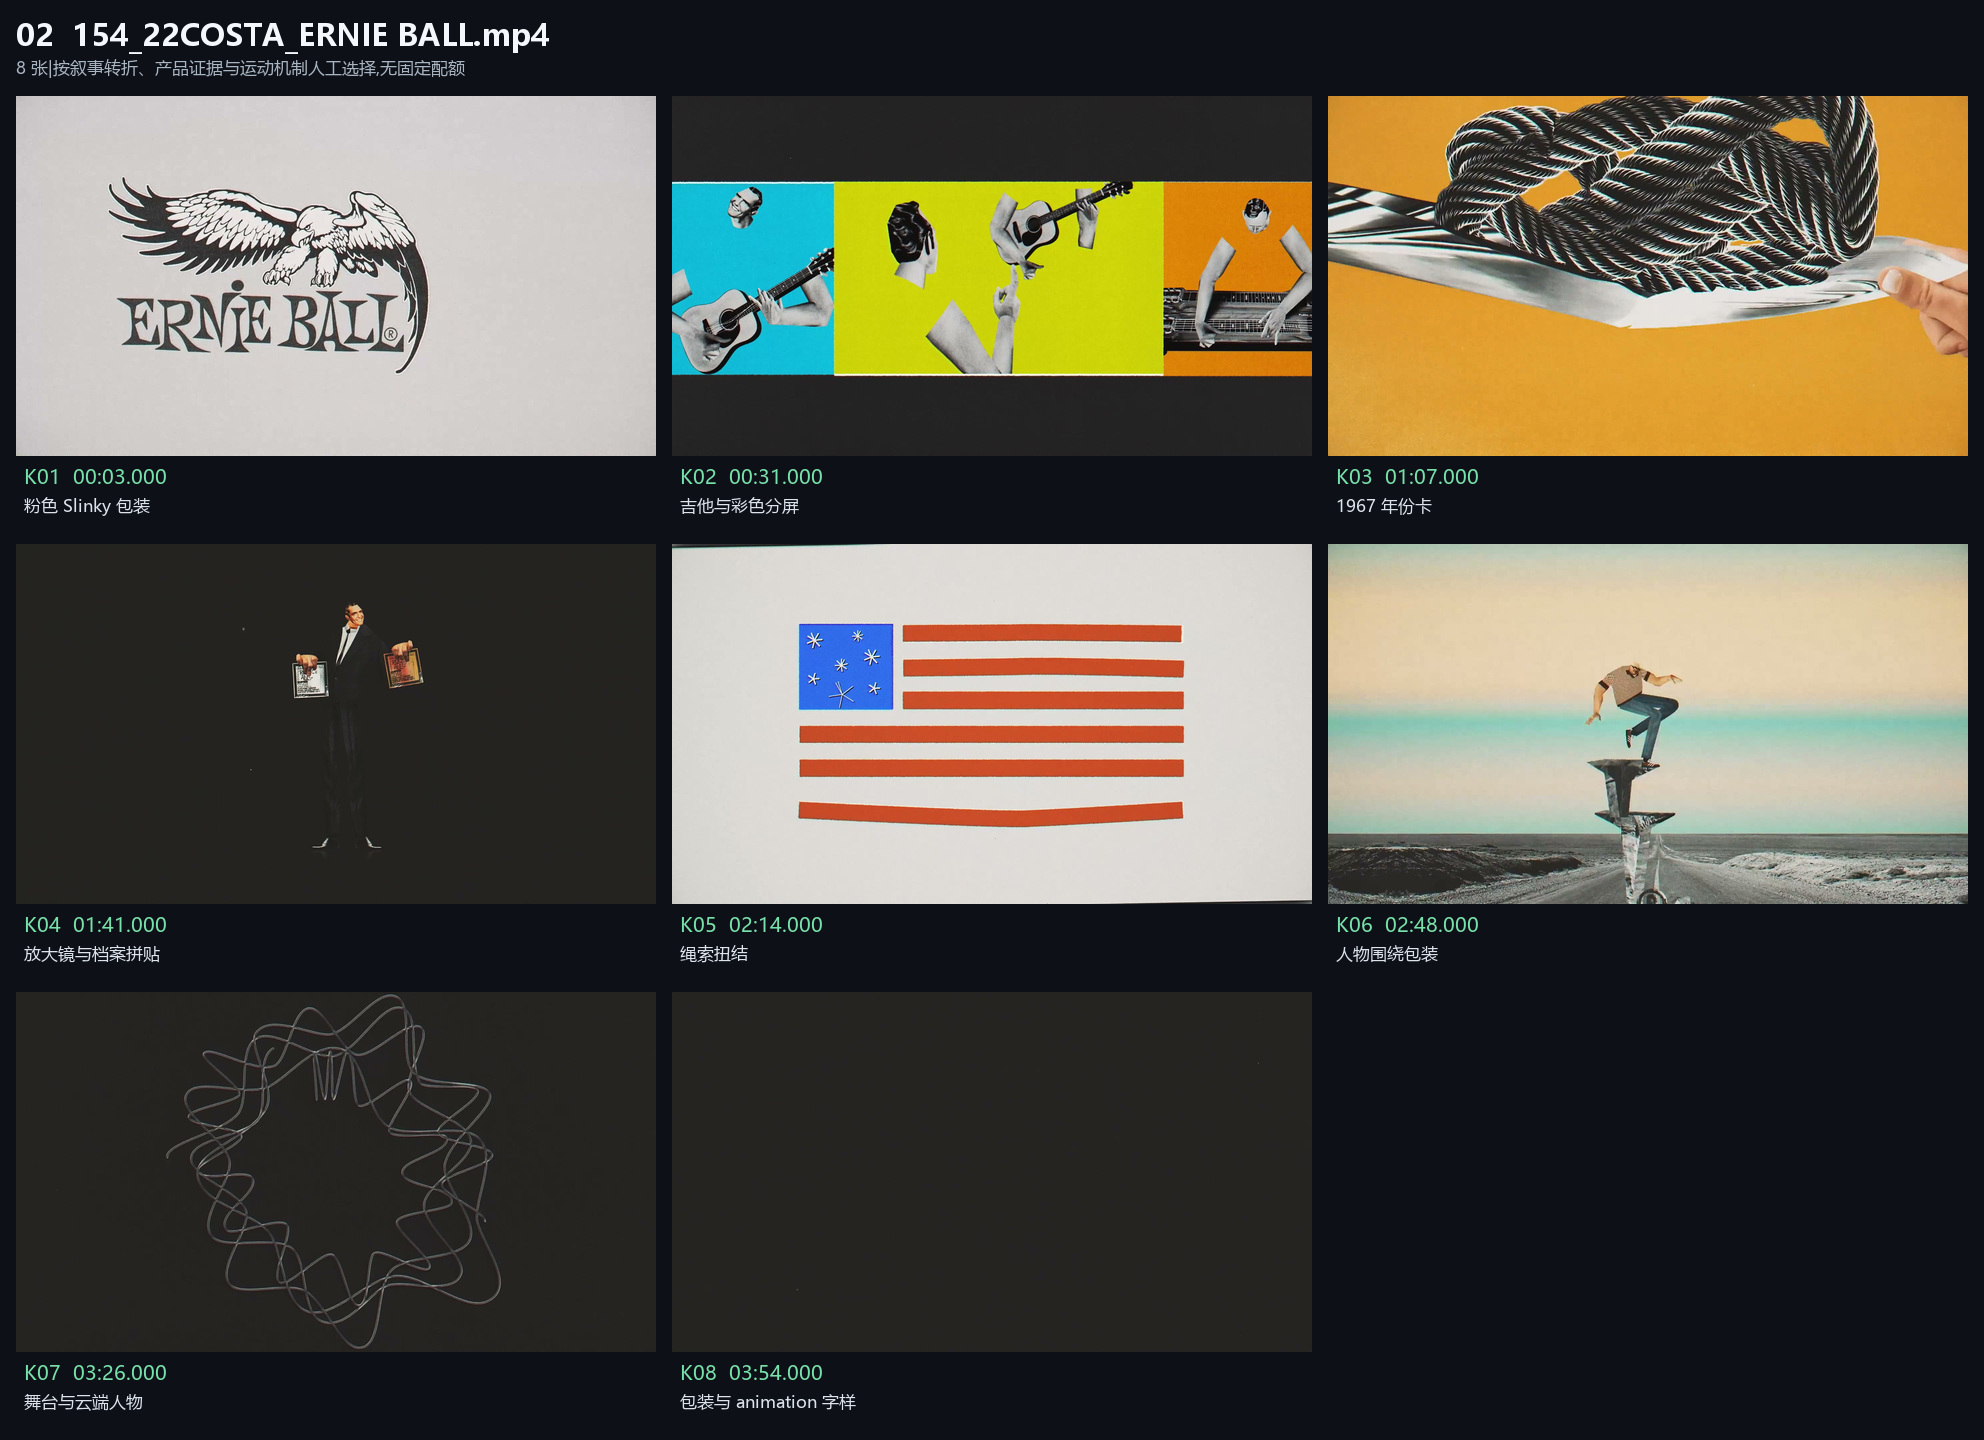 02 154_22COSTA_ERNIE BALL.mp4
8 张|按叙事转折、产品证据与运动机制人工选择,无固定配额
ERNIE BALL®
K01 00:03.000
粉色 Slinky 包装
K02 00:31.000
吉他与彩色分屏
K03 01:07.000
1967 年份卡
K04 01:41.000
放大镜与档案拼贴
K05 02:14.000
绳索扭结
K06 02:48.000
人物围绕包装
K07 03:26.000
舞台与云端人物
K08 03:54.000
包装与 animation 字样